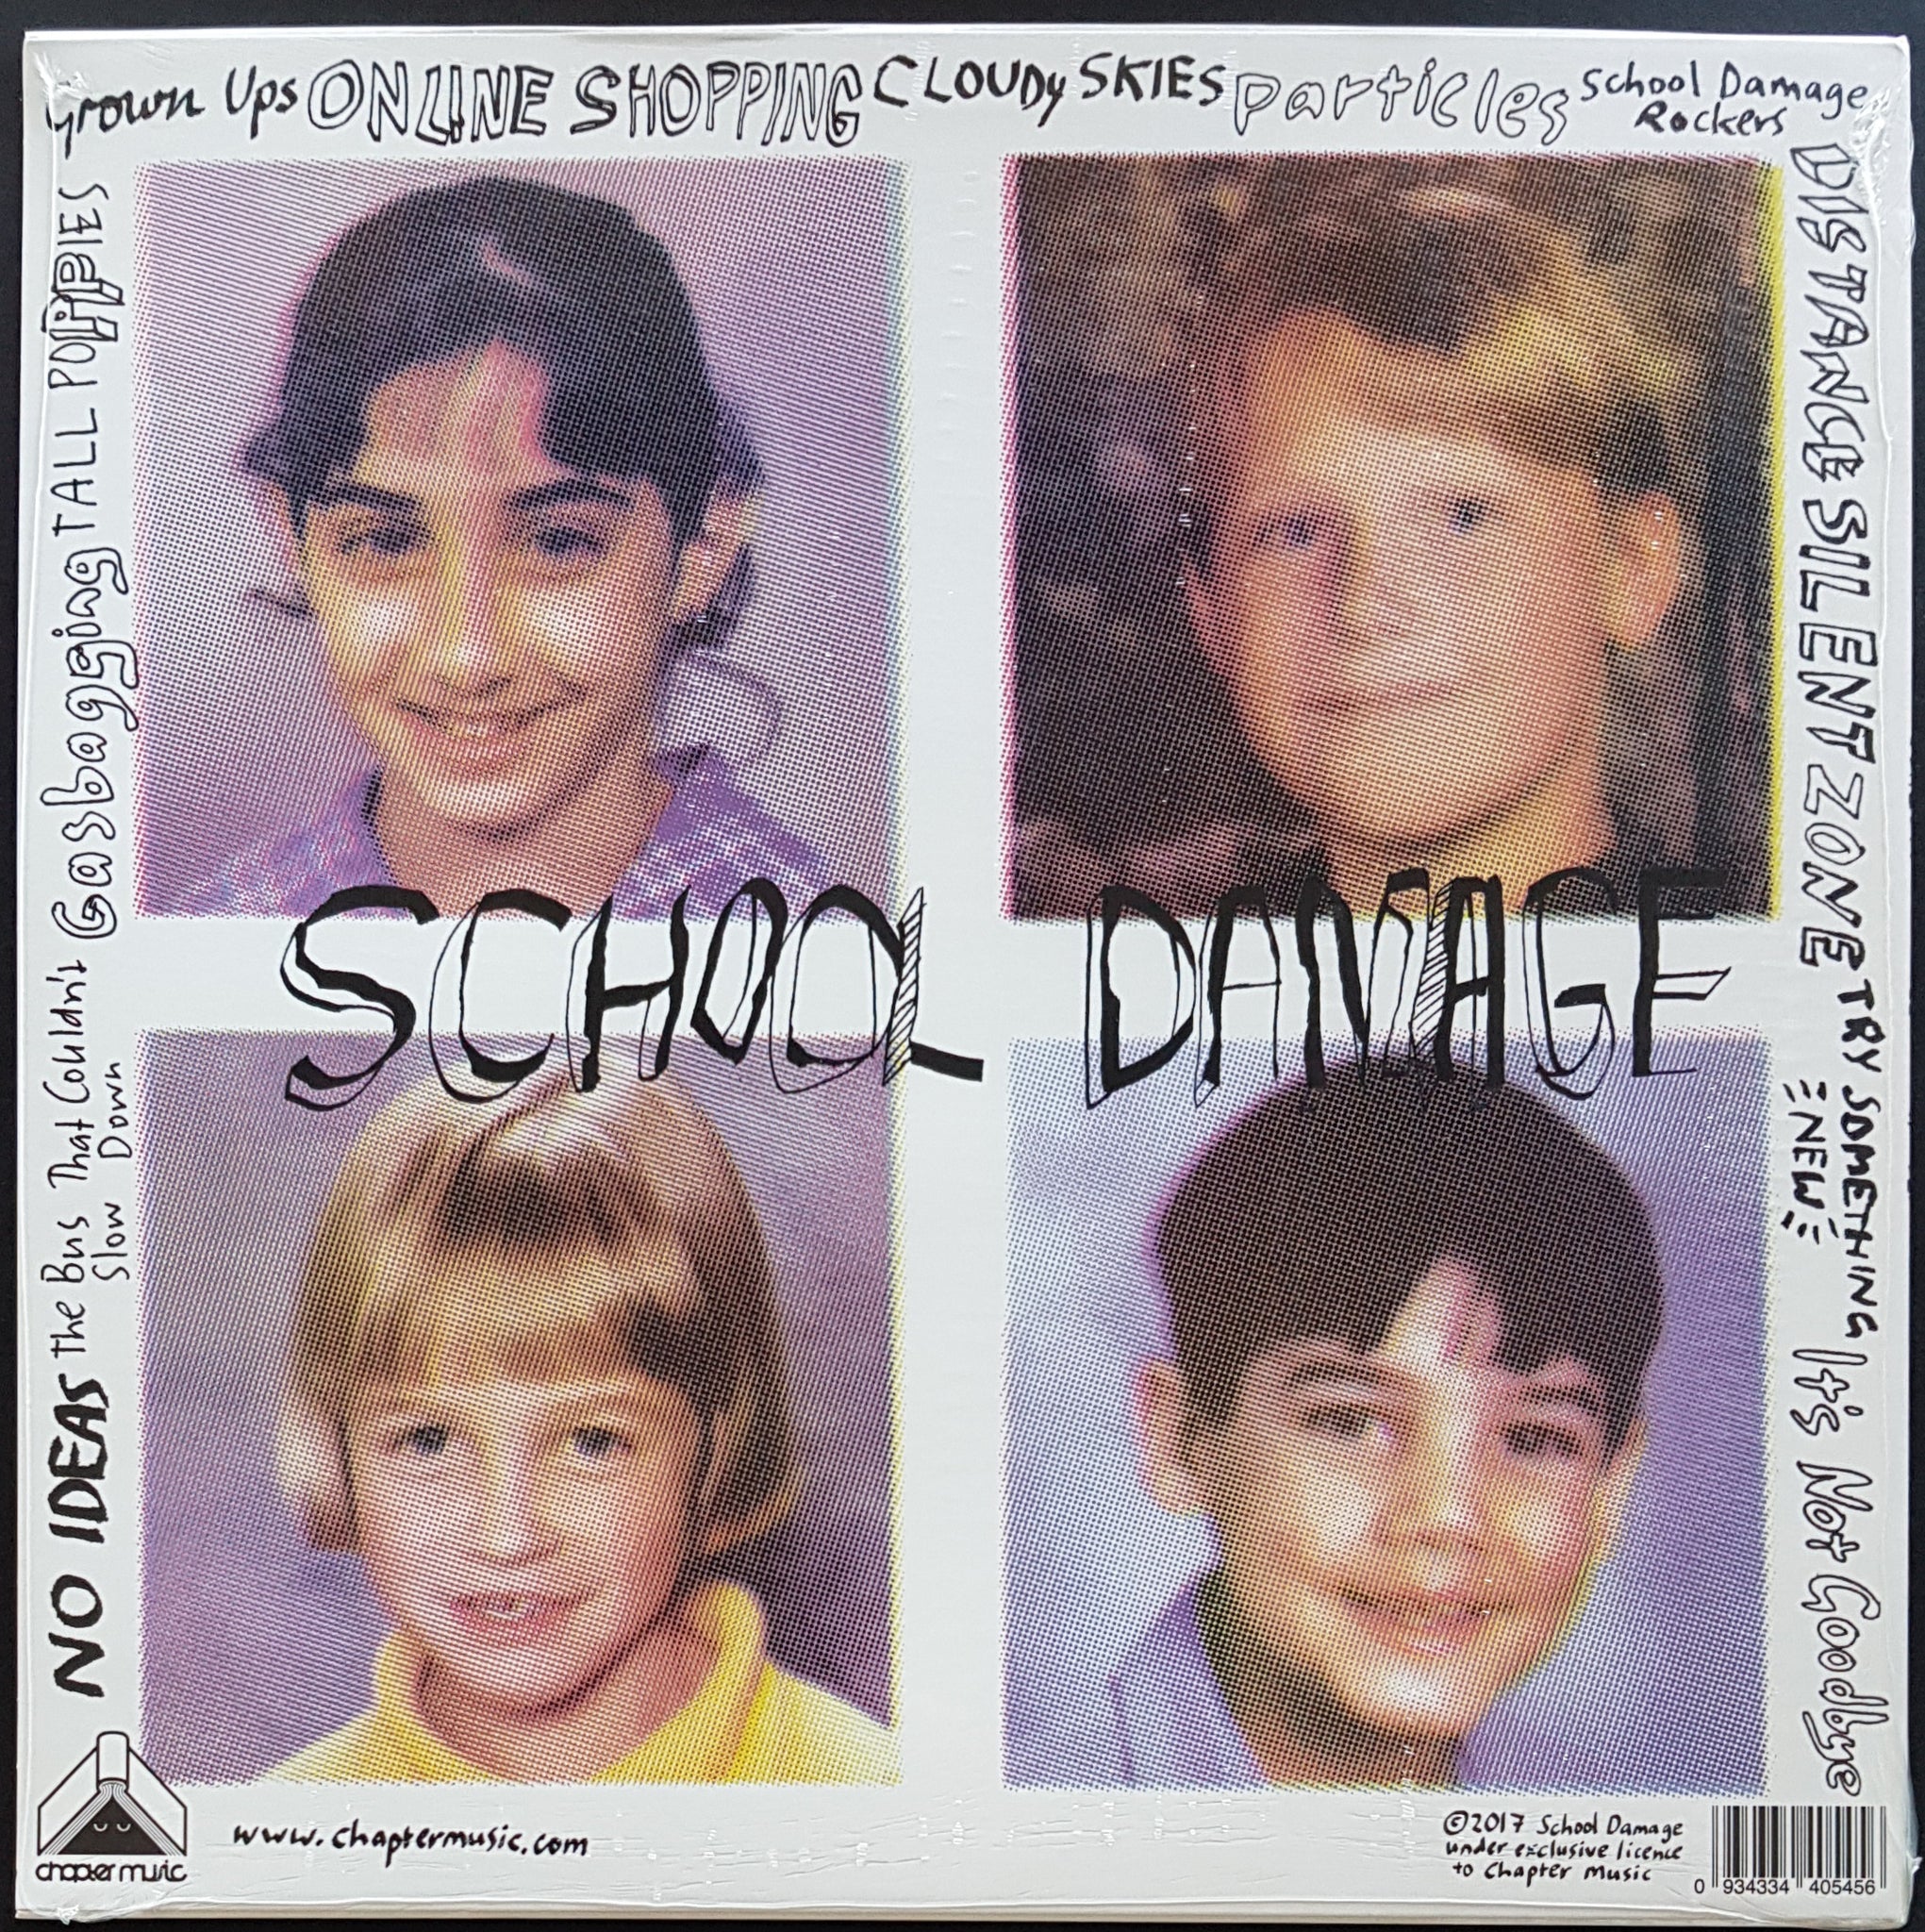 Grown Ups ONLINE SHOPPING CLOUDY SKIES Particles School Damage
Rockers
DISTANCE SILENT ZONE TRY SOMETHING
NEW
It's Not Goodbye
NO IDEAS The Bus That Couldn't
Slow Down
Gasbagging TALL POPPIES
SCHOOL DAMAGE
chapter music
www.chaptermusic.com
©2017 School Damage
under exclusive licence
to Chapter Music
0 934334 405456